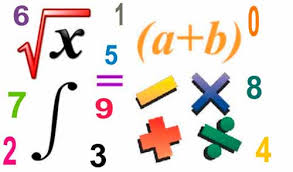 6 √x 1 (a+b) 0
5
7 ∫ = 9 − × 8
2 3 + ÷ 4